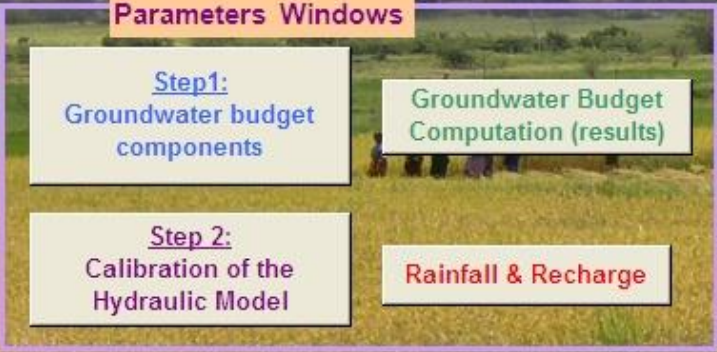 Parameters Windows
Step1:
Groundwater budget
components
Groundwater Budget
Computation (results)
Step 2:
Calibration of the
Hydraulic Model
Rainfall & Recharge